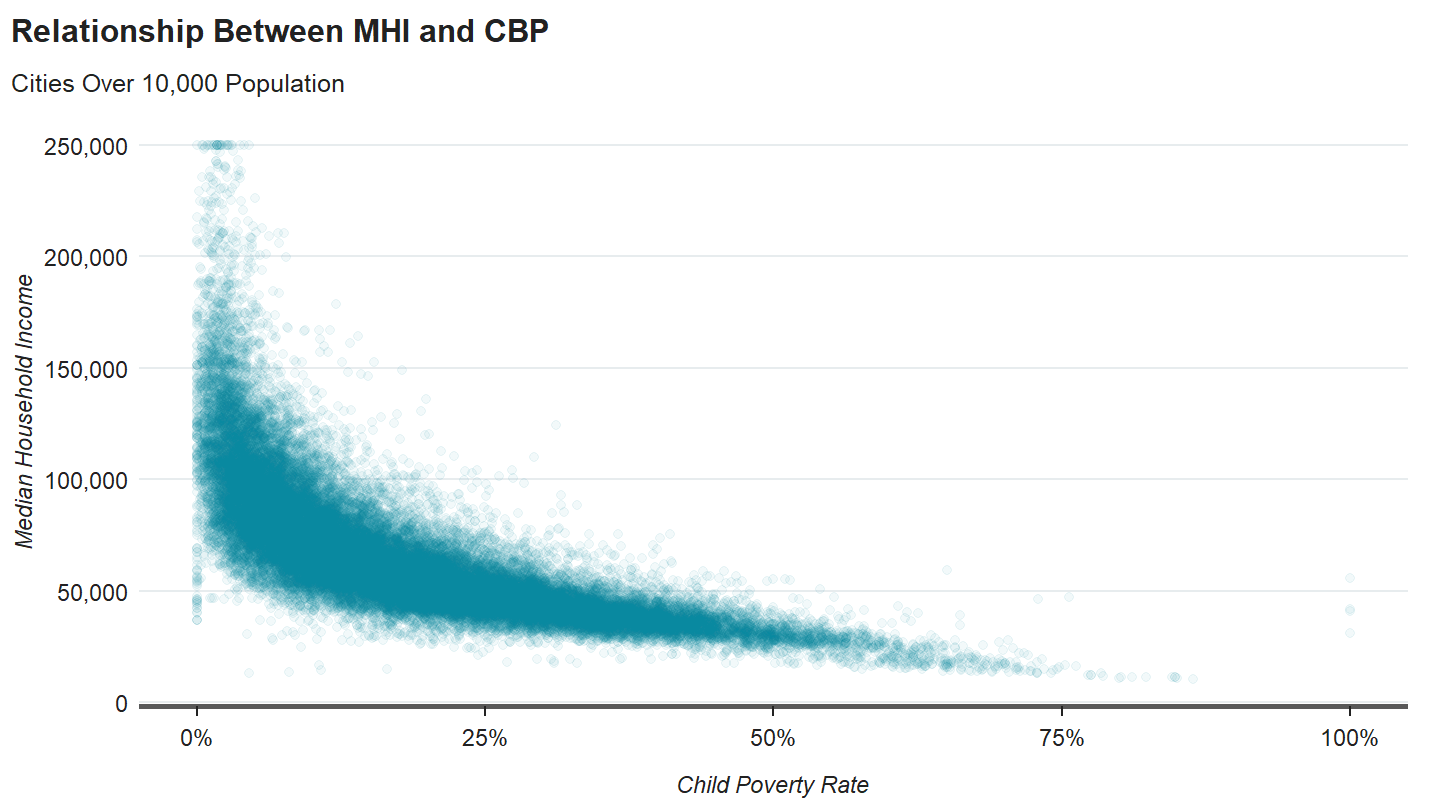 Relationship Between MHI and CBP
Cities Over 10,000 Population
250,000
200,000
150,000
100,000
50,000
0
Median Household Income
0% 25% 50% 75% 100%
Child Poverty Rate